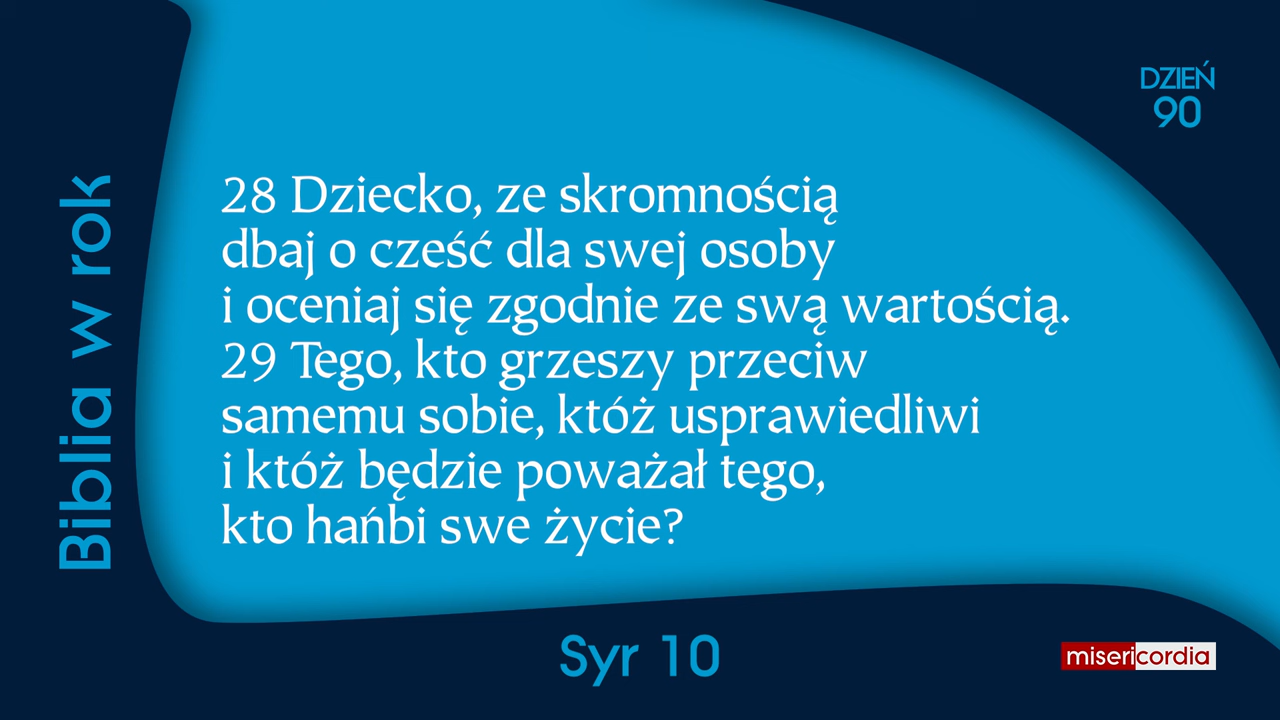 DZIEŃ
90
Biblia w rok
28 Dziecko, ze skromnością
dbaj o cześć dla swej osoby
i oceniaj się zgodnie ze swą wartością.
29 Tego, kto grzeszy przeciw
samemu sobie, któż usprawiedliwi
i któż będzie poważał tego,
kto hańbi swe życie?
Syr 10
misericordia